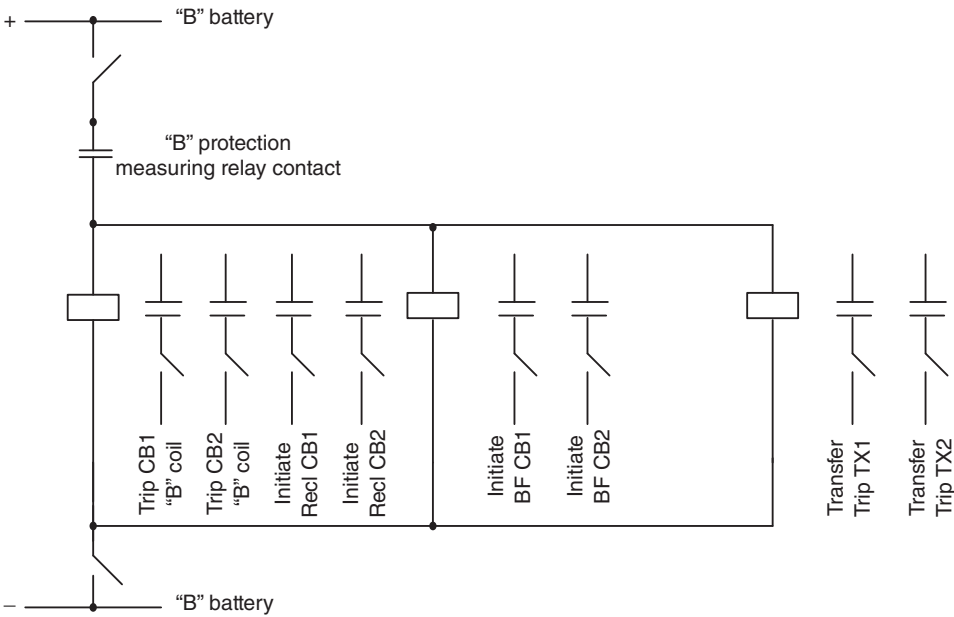 +
“B” battery
“B” protection
measuring relay contact
Trip CB1
“B” coil
Trip CB2
“B” coil
Initiate
Recl CB1
Initiate
Recl CB2
Initiate
BF CB1
Initiate
BF CB2
Transfer
Trip TX1
Transfer
Trip TX2
–
“B” battery